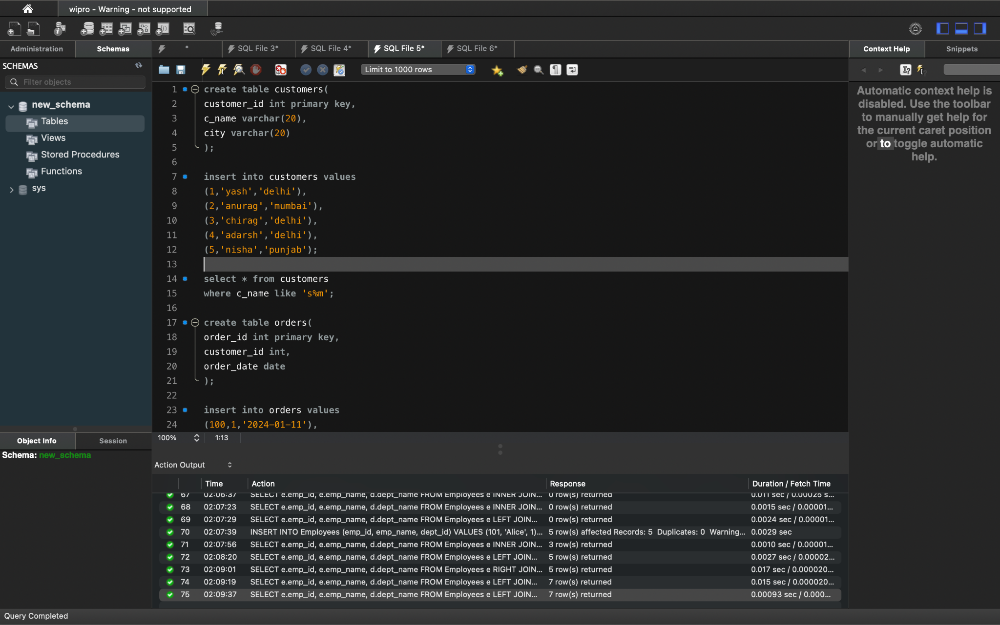 wipro - Warning - not supported
Administration
Schemas
*
SQL File 3*
SQL File 4*
SQL File 5*
SQL File 6*
Context Help
Snippets
SCHEMAS
Filter objects
Limit to 1000 rows
new_schema
Tables
Views
Stored Procedures
Functions
sys
1 create table customers(
2 customer_id int primary key,
3 c_name varchar(20),
4 city varchar(20)
5 );
6
7 insert into customers values
8 (1,'yash','delhi'),
9 (2,'anurag','mumbai'),
10 (3,'chirag','delhi'),
11 (4,'adarsh','delhi'),
12 (5,'nisha','punjab');
13
14 select * from customers
15 where c_name like 's%m';
16
17 create table orders(
18 order_id int primary key,
19 customer_id int,
20 order_date date
21 );
22
23 insert into orders values
24 (100,1,'2024-01-11'),
Automatic context help is
disabled. Use the toolbar
to manually get help for
the current caret position
or to toggle automatic
help.
100%
1:13
Object Info
Session
Schema: new_schema
Action Output
Time Action Response Duration / Fetch Time
67 02:06:37 SELECT e.emp_id, e.emp_name, d.dept_name FROM Employees e INNER JOIN... 0 row(s) returned 0.011 sec / 0.00025 s...
68 02:07:23 SELECT e.emp_id, e.emp_name, d.dept_name FROM Employees e INNER JOIN... 0 row(s) returned 0.0015 sec / 0.00001...
69 02:07:29 SELECT e.emp_id, e.emp_name, d.dept_name FROM Employees e LEFT JOIN... 0 row(s) returned 0.0024 sec / 0.00001...
70 02:07:39 INSERT INTO Employees (emp_id, emp_name, dept_id) VALUES (101, 'Alice', 1)... 5 row(s) affected Records: 5 Duplicates: 0 Warning... 0.0029 sec
71 02:07:56 SELECT e.emp_id, e.emp_name, d.dept_name FROM Employees e INNER JOIN... 3 row(s) returned 0.0010 sec / 0.00001...
72 02:08:20 SELECT e.emp_id, e.emp_name, d.dept_name FROM Employees e LEFT JOIN... 5 row(s) returned 0.0027 sec / 0.00002...
73 02:09:01 SELECT e.emp_id, e.emp_name, d.dept_name FROM Employees e RIGHT JOIN... 5 row(s) returned 0.017 sec / 0.000020...
74 02:09:19 SELECT e.emp_id, e.emp_name, d.dept_name FROM Employees e LEFT JOIN... 7 row(s) returned 0.015 sec / 0.000020...
75 02:09:37 SELECT e.emp_id, e.emp_name, d.dept_name FROM Employees e LEFT JOIN... 7 row(s) returned 0.00093 sec / 0.000...
Query Completed